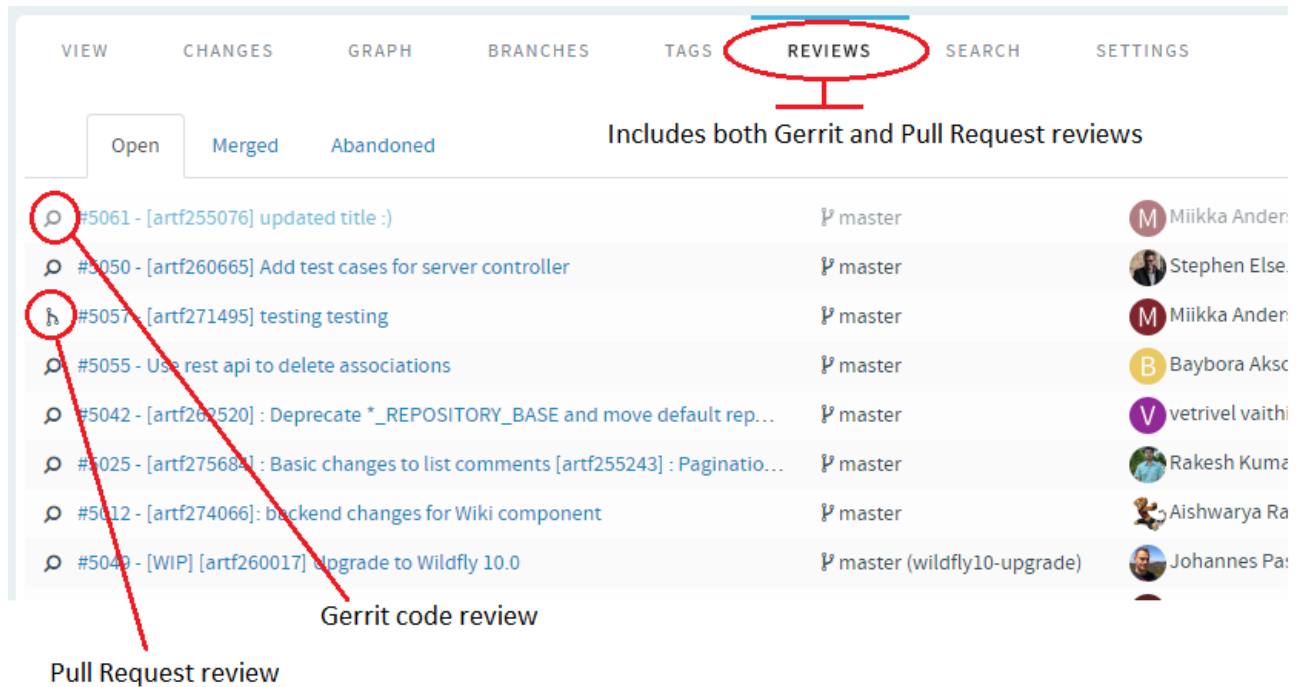 VIEW CHANGES GRAPH BRANCHES TAGS REVIEWS SEARCH SETTINGS
Includes both Gerrit and Pull Request reviews
Open Merged Abandoned
#5061 - [artf255076] updated title :) master M Miikka Ander
#5050 - [artf260665] Add test cases for server controller master Stephen Else
#5057 - [artf271495] testing testing master M Miikka Ander
#5055 - Use rest api to delete associations master B Baybora Akso
#5042 - [artf262520] : Deprecate *_REPOSITORY_BASE and move default rep... master V vetrivel vaithi
#5025 - [artf275684] : Basic changes to list comments [artf255243] : Paginatio... master Rakesh Kuma
#5012 - [artf274066]: backend changes for Wiki component master Aishwarya Ra
#5049 - [WIP] [artf260017] Upgrade to Wildfly 10.0 master (wildfly10-upgrade) Johannes Pas
Gerrit code review
Pull Request review